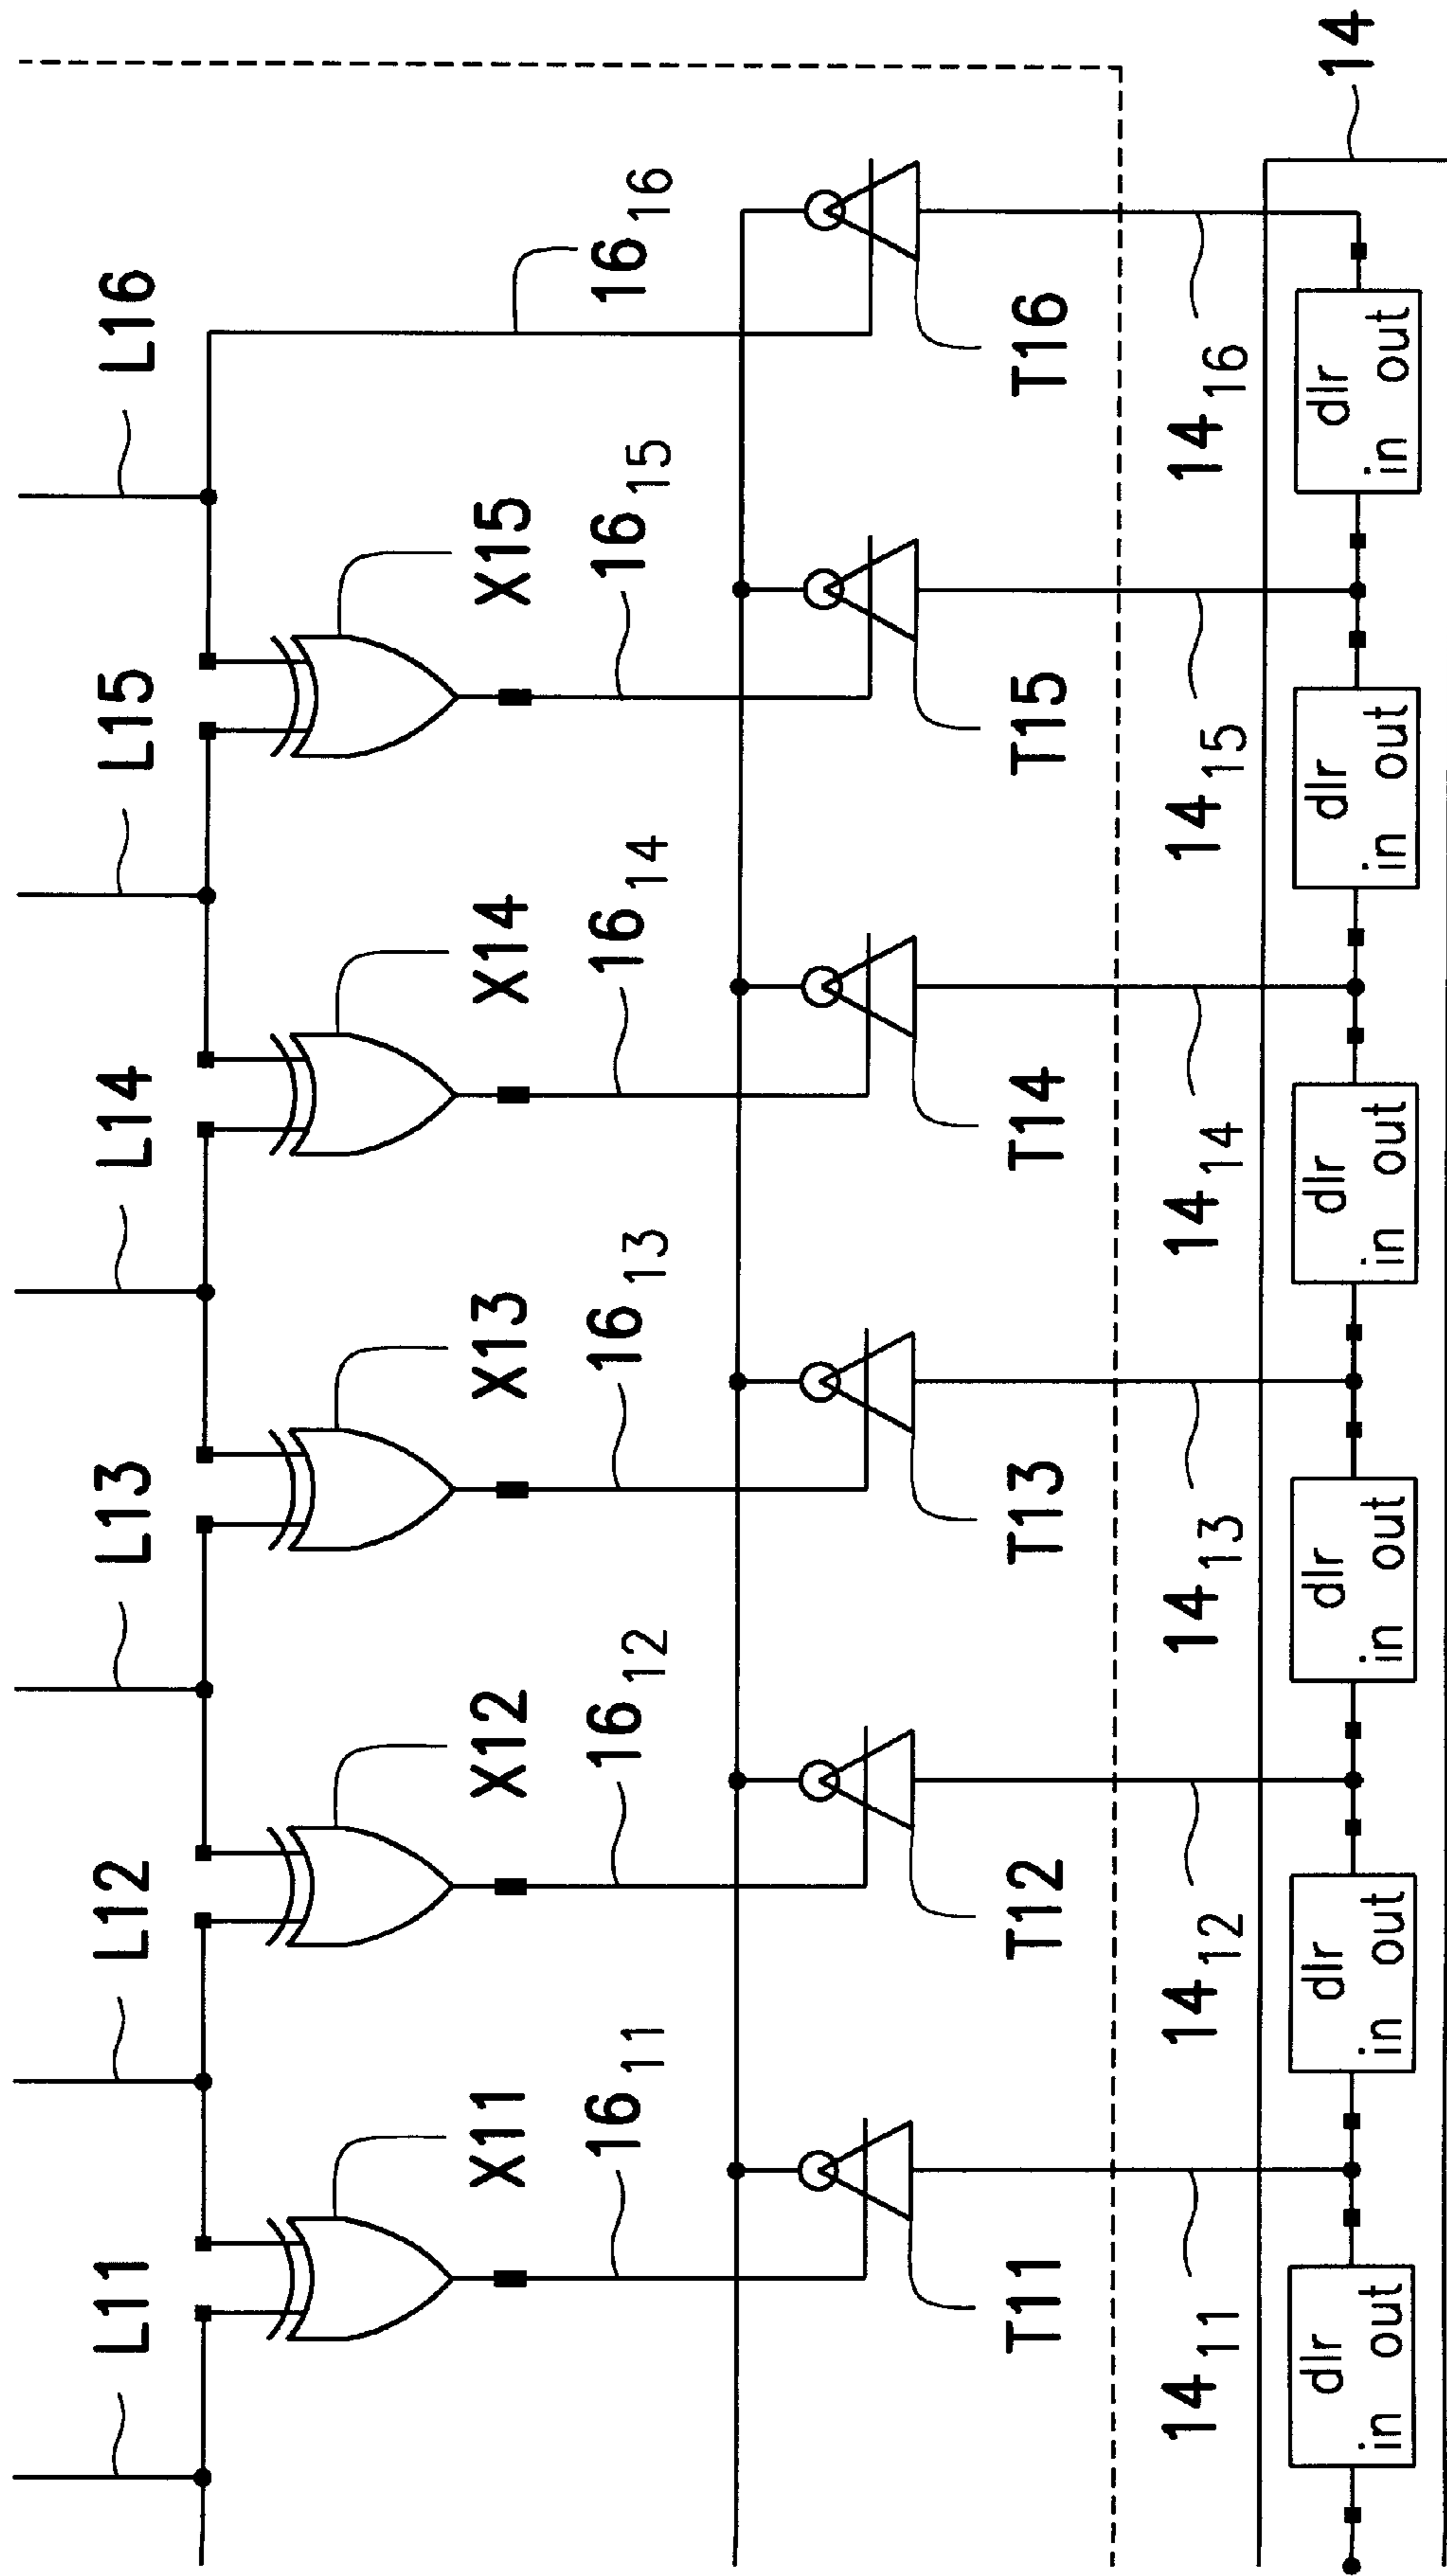 L11 L12 L13 L14 L15 L16
X11 X12 X13 X14 X15
16₁₁ 16₁₂ 16₁₃ 16₁₄ 16₁₅ 16₁₆
T11 T12 T13 T14 T15 T16
14₁₁ 14₁₂ 14₁₃ 14₁₄ 14₁₅ 14₁₆
dlr dlr dlr dlr dlr dlr
in out in out in out in out in out in out
14